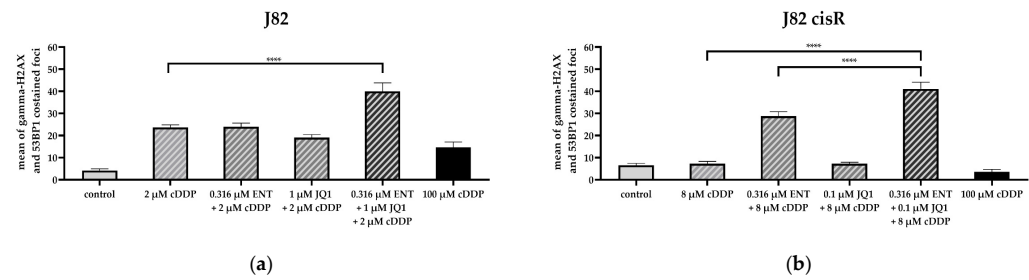 J82
mean of gamma-H2AX
and 53BP1 costained foci
60
50
40
30
20
10
0
****
control
2 µM cDDP
0.316 µM ENT
+ 2 µM cDDP
1 µM JQ1
+ 2 µM cDDP
0.316 µM ENT
+ 1 µM JQ1
+ 2 µM cDDP
100 µM cDDP
(a)
J82 cisR
mean of gamma-H2AX
and 53BP1 costained foci
60
50
40
30
20
10
0
****
****
control
8 µM cDDP
0.316 µM ENT
+ 8 µM cDDP
0.1 µM JQ1
+ 8 µM cDDP
0.316 µM ENT
+ 0.1 µM JQ1
+ 8 µM cDDP
100 µM cDDP
(b)